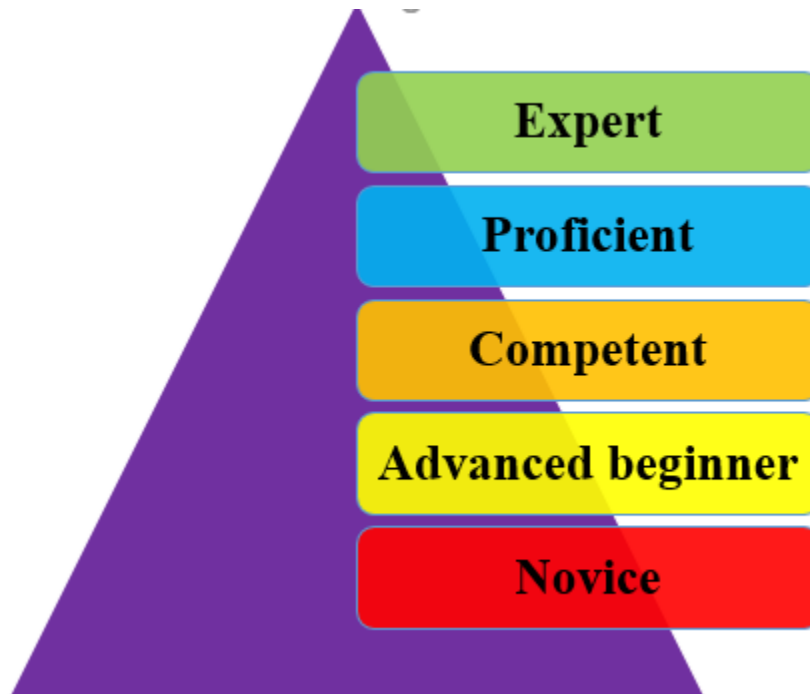 Expert
Proficient
Competent
Advanced beginner
Novice